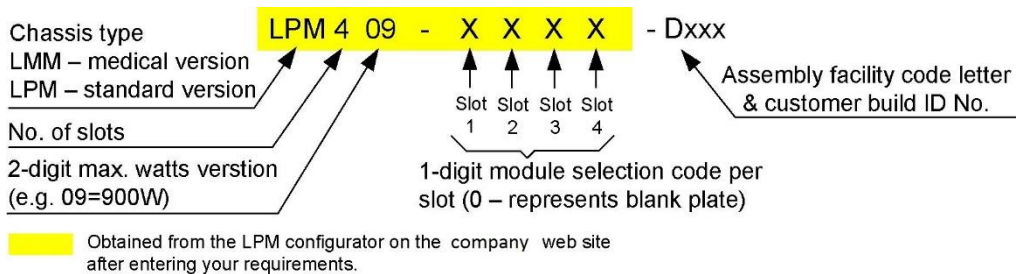 LPM 4 09 - X X X X - Dxxx
Chassis type
LMM – medical version
LPM – standard version
No. of slots
2-digit max. watts verstion
(e.g. 09=900W)
Slot Slot Slot Slot
1 2 3 4
1-digit module selection code per
slot (0 – represents blank plate)
Assembly facility code letter
& customer build ID No.
Obtained from the LPM configurator on the company web site
after entering your requirements.